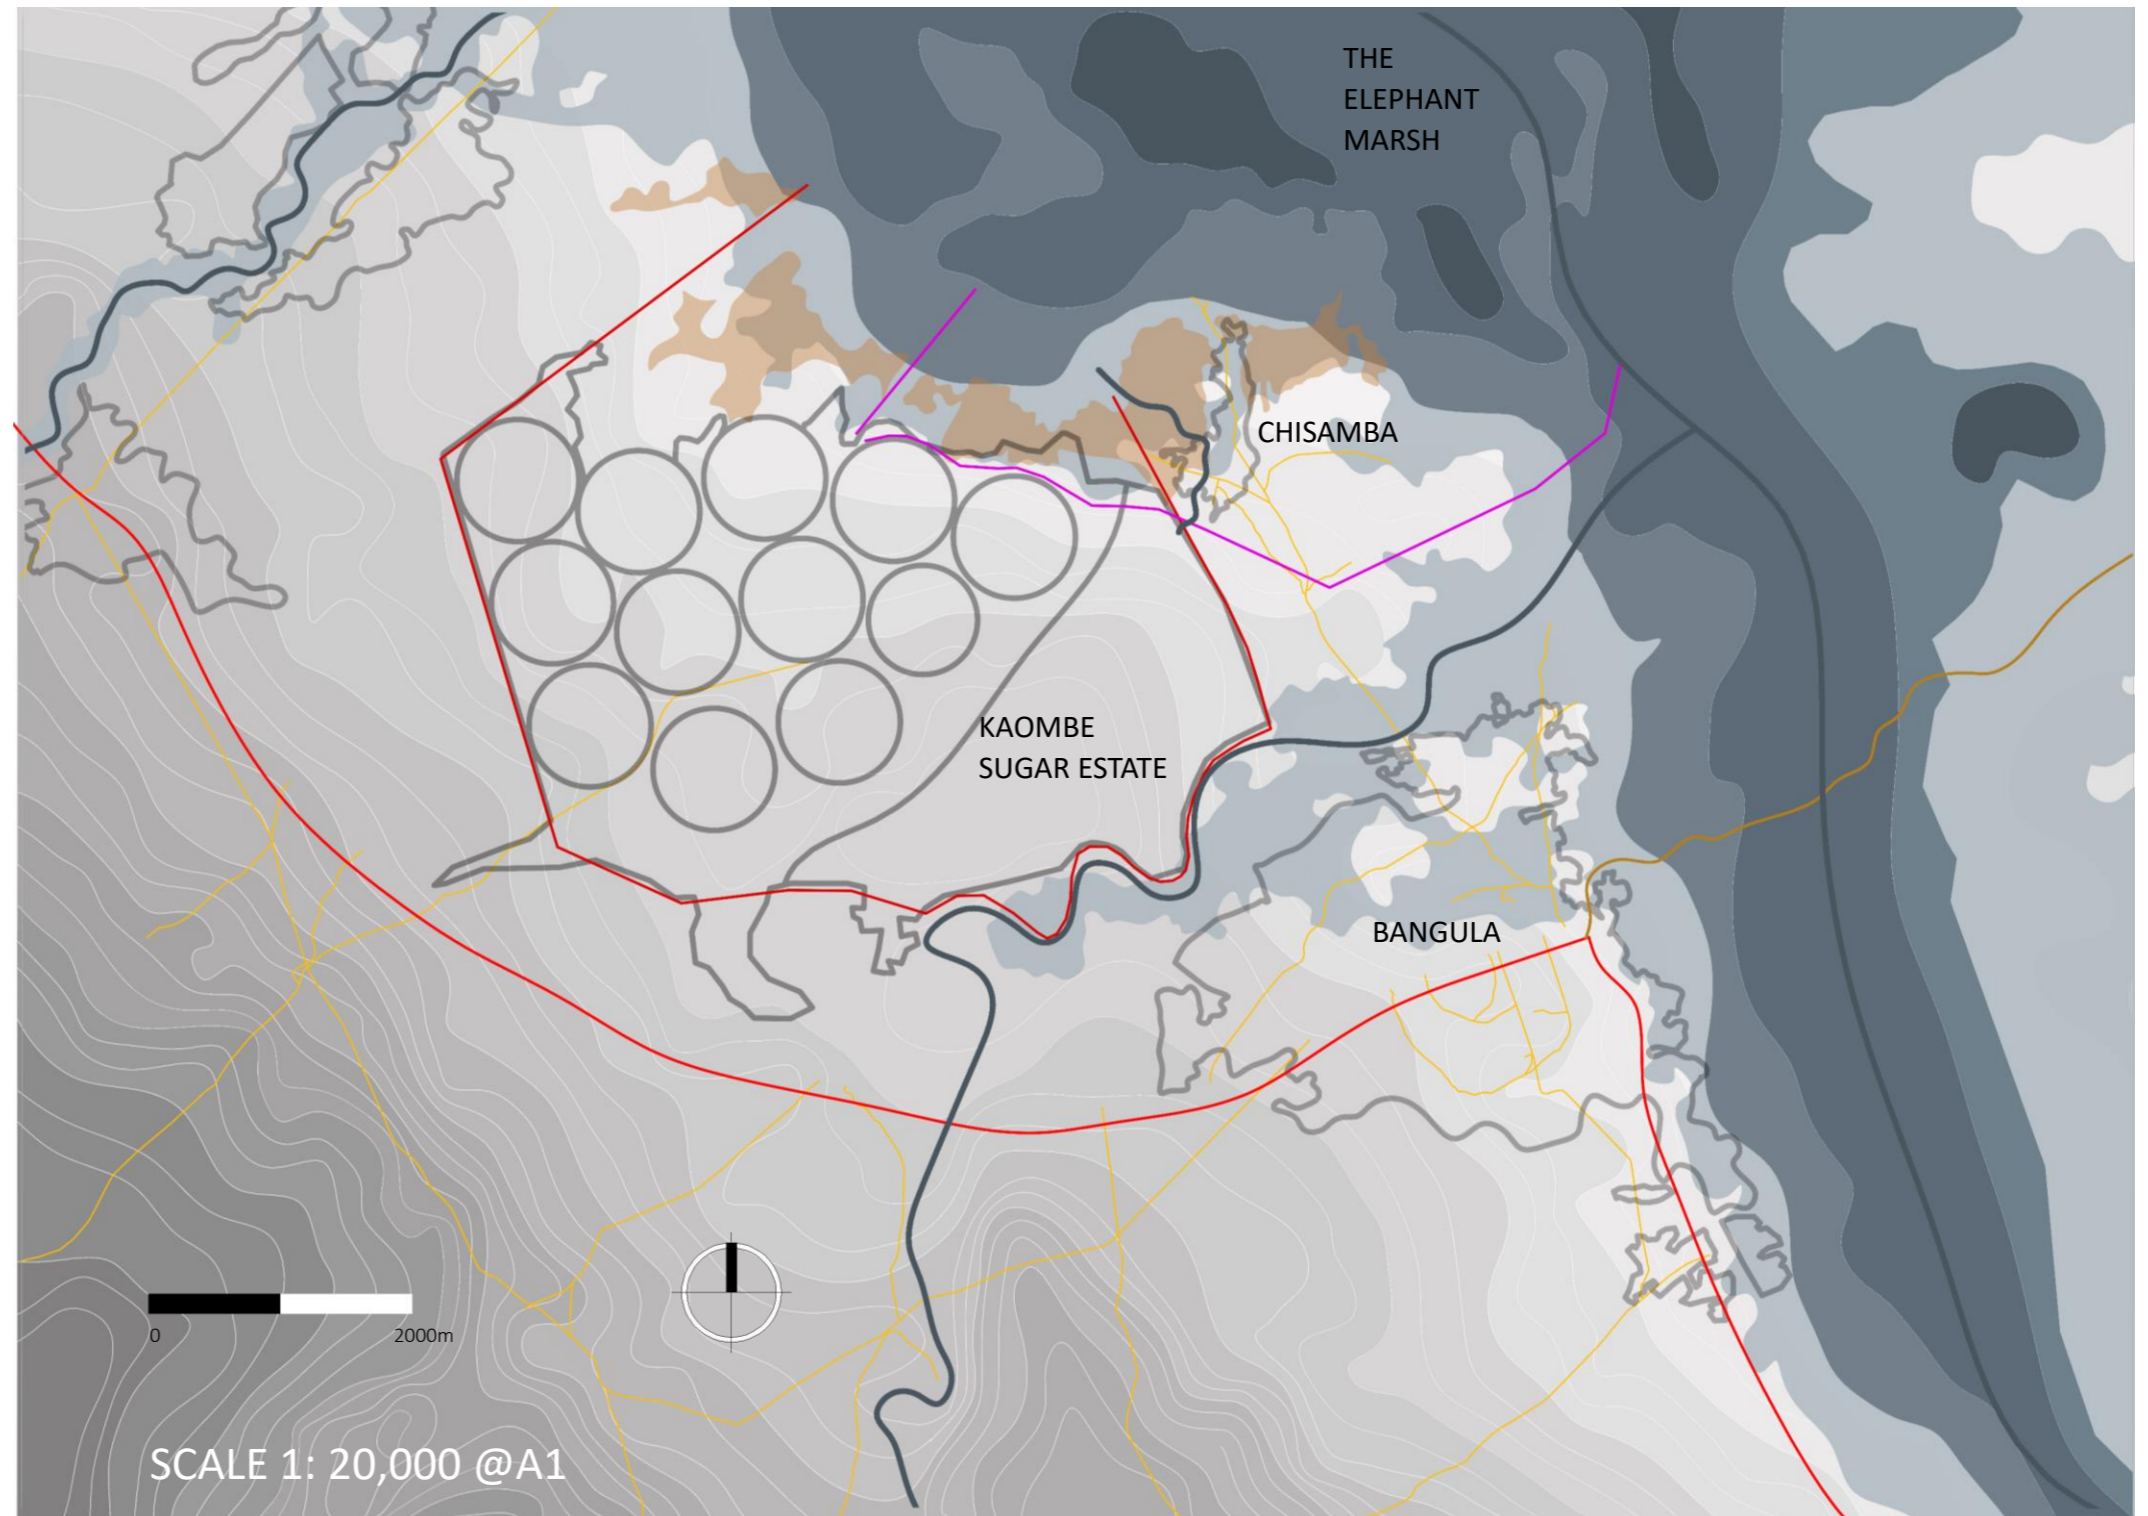 THE
ELEPHANT
MARSH
CHISAMBA
KAOMBE
SUGAR ESTATE
BANGULA
0
2000m
SCALE 1: 20,000 @A1